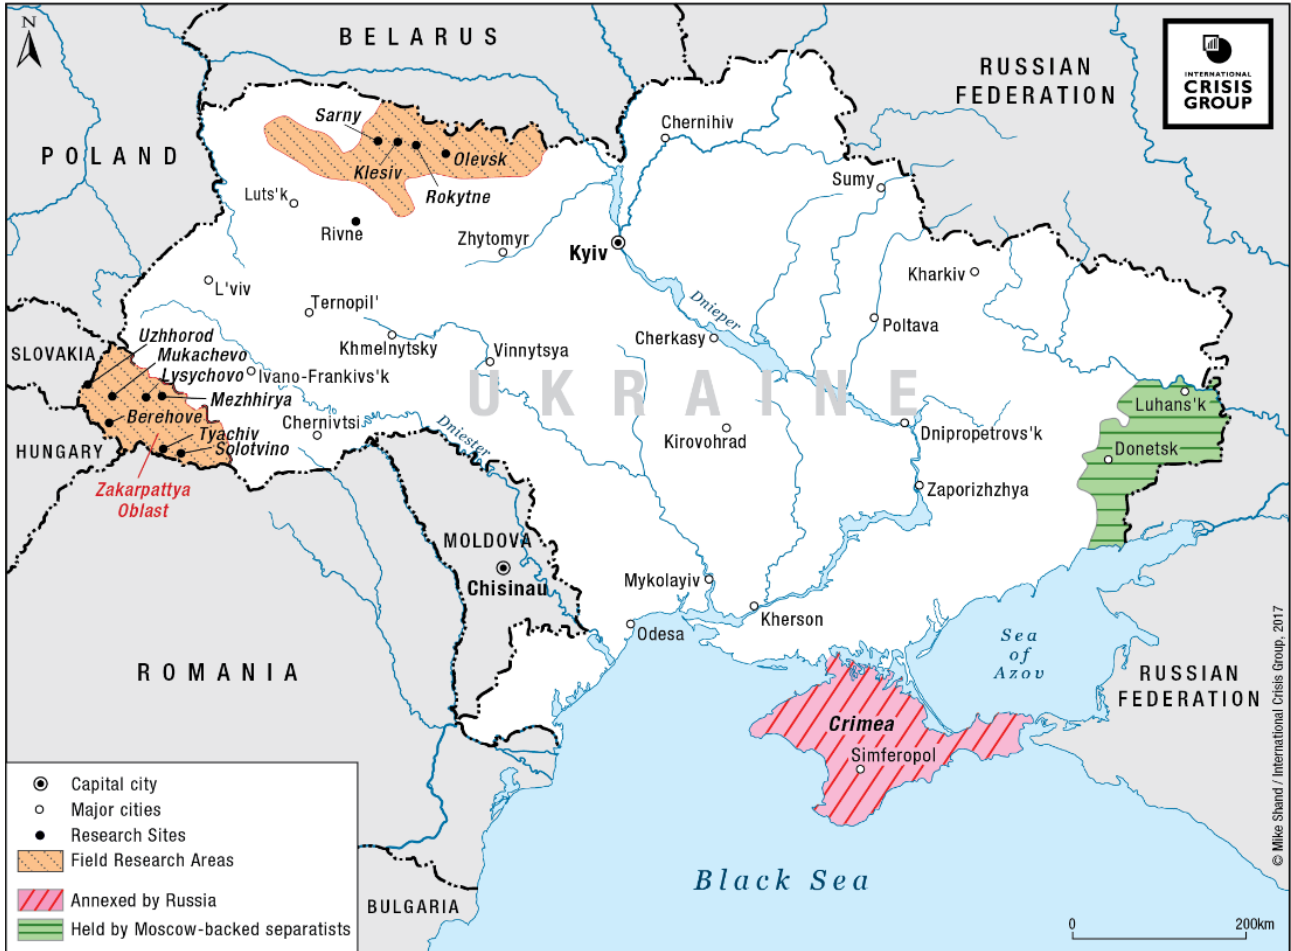 N
BELARUS
RUSSIAN
FEDERATION
INTERNATIONAL
CRISIS
GROUP
POLAND
Sarny
Klesiv
Olevsk
Rokytne
Chernihiv
Sumy
Luts'k
Rivne
Zhytomyr
Kyiv
Kharkiv
L'viv
Ternopil'
Dnieper
Khmelnytsky
Vinnytsya
Cherkasy
Poltava
SLOVAKIA
Uzhhorod
Mukachevo
Lysychovo
Ivano-Frankivs'k
Mezhhirya
UKRAINE
Luhans'k
Berehove
Chernivtsi
Dniester
Kirovohrad
Dnipropetrovs'k
Donetsk
HUNGARY
Tyachiv
Solotvino
Zakarpattya
Oblast
Zaporizhzhya
MOLDOVA
Chisinau
Mykolayiv
Kherson
Odesa
Sea
of
Azov
ROMANIA
RUSSIAN
FEDERATION
Crimea
Simferopol
Black Sea
BULGARIA
Capital city
Major cities
Research Sites
Field Research Areas
Annexed by Russia
Held by Moscow-backed separatists
0 200km
© Mike Shand / International Crisis Group, 2017